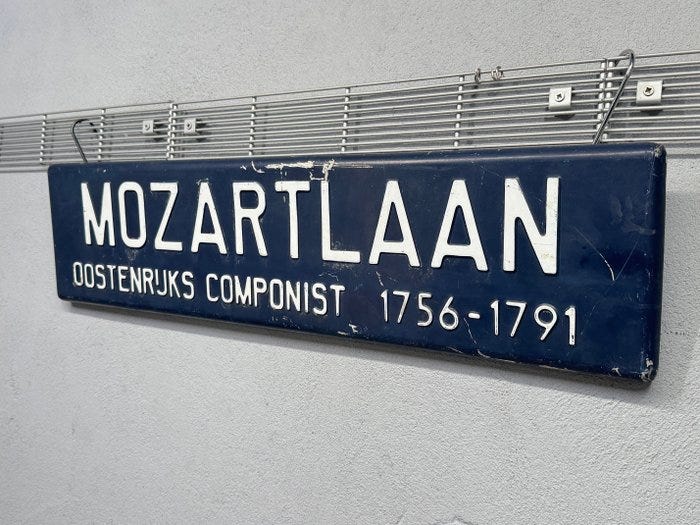 MOZARTLAAN
OOSTENRIJKS COMPONIST 1756-1791